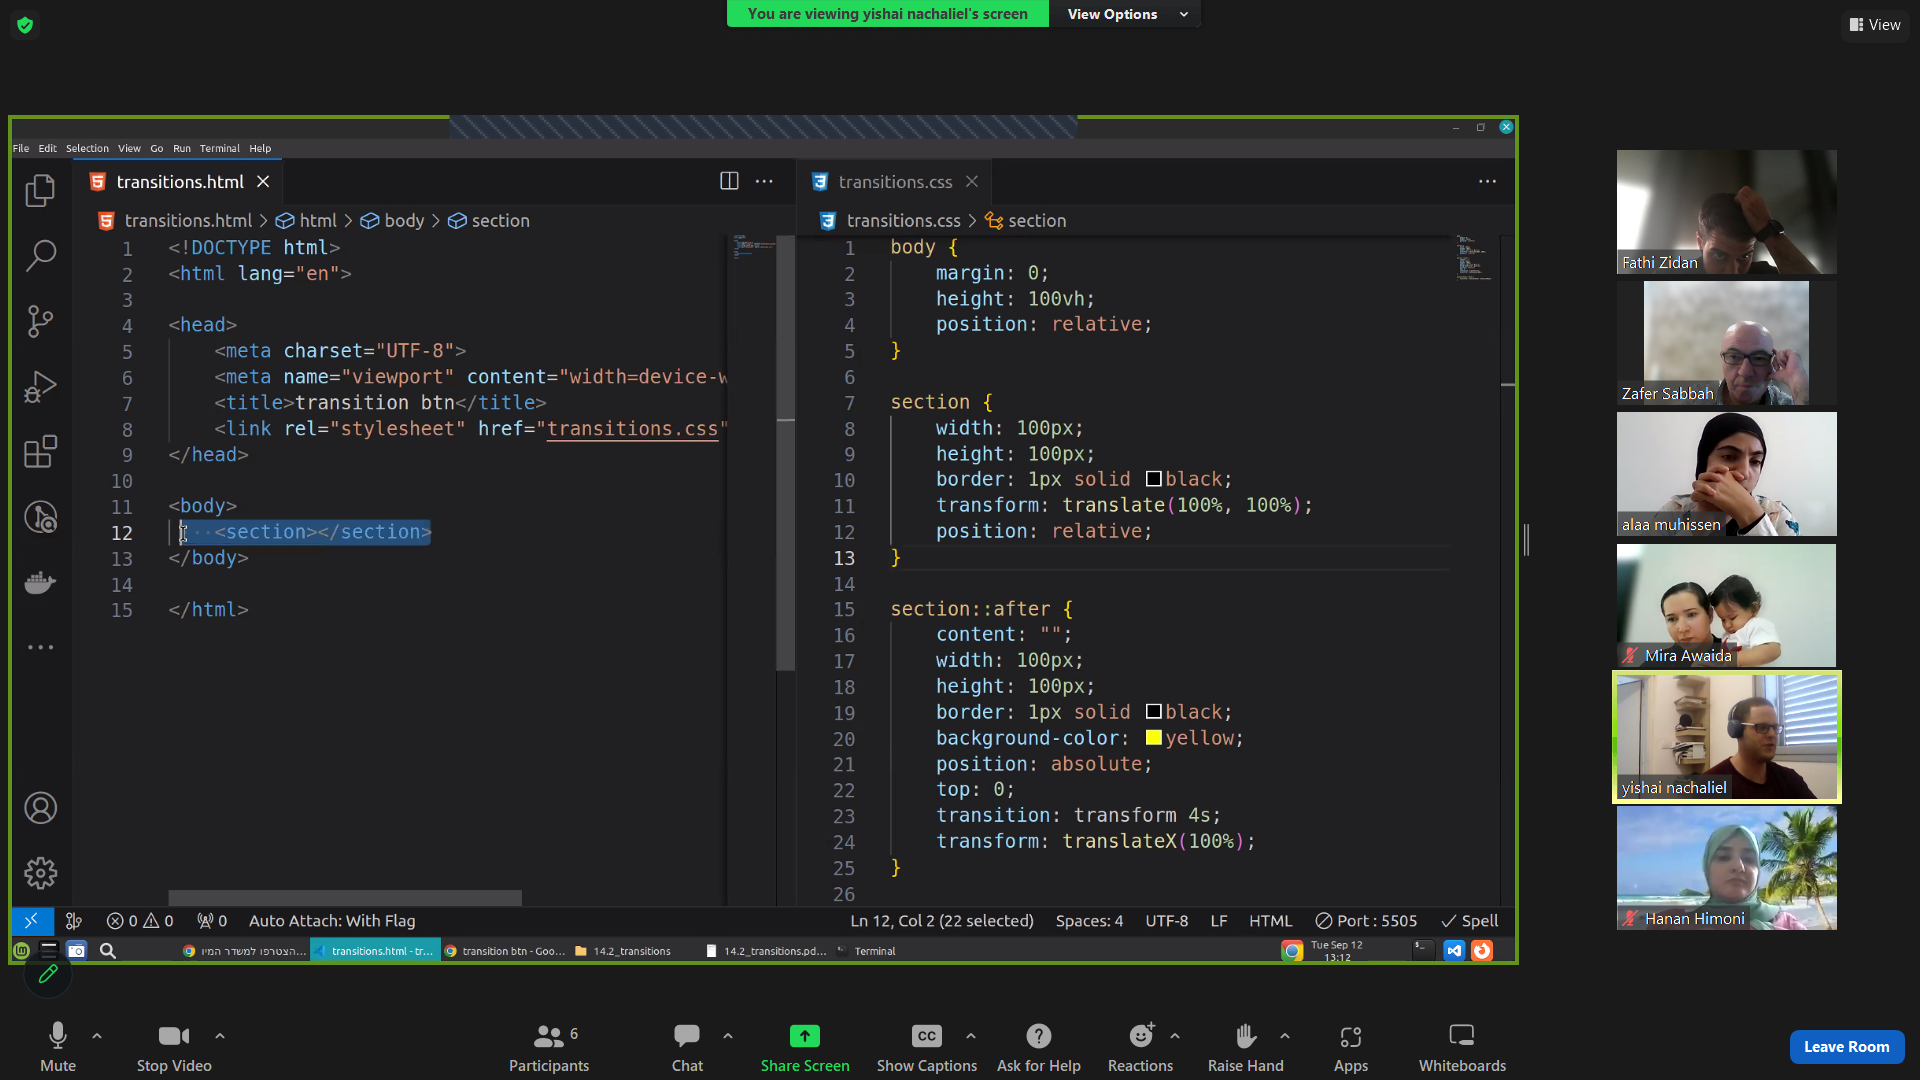 You are viewing yishai nachaliel's screen
View Options
View
File Edit Selection View Go Run Terminal Help
transitions.html
transitions.css
transitions.html > html > body > section
transitions.css > section
1 <!DOCTYPE html>
2 <html lang="en">
3
4 <head>
5 <meta charset="UTF-8">
6 <meta name="viewport" content="width=device-w
7 <title>transition btn</title>
8 <link rel="stylesheet" href="transitions.css"
9 </head>
10
11 <body>
12 <section></section>
13 </body>
14
15 </html>
1 body {
2 margin: 0;
3 height: 100vh;
4 position: relative;
5 }
6
7 section {
8 width: 100px;
9 height: 100px;
10 border: 1px solid black;
11 transform: translate(100%, 100%);
12 position: relative;
13 }
14
15 section::after {
16 content: "";
17 width: 100px;
18 height: 100px;
19 border: 1px solid black;
20 background-color: yellow;
21 position: absolute;
22 top: 0;
23 transition: transform 4s;
24 transform: translateX(100%);
25 }
26
0 0 0 Auto Attach: With Flag
Ln 12, Col 2 (22 selected) Spaces: 4 UTF-8 LF HTML Port : 5505 Spell
הצטרפו למשדר המיו...
transitions.html - tr...
transition btn - Goo...
14.2_transitions
14.2_transitions.pd...
Terminal
Tue Sep 12
13:12
Fathi Zidan
Zafer Sabbah
alaa muhissen
Mira Awaida
yishai nachaliel
Hanan Himoni
Mute
Stop Video
6
Participants
Chat
Share Screen
CC
Show Captions
Ask for Help
Reactions
Raise Hand
Apps
Whiteboards
Leave Room